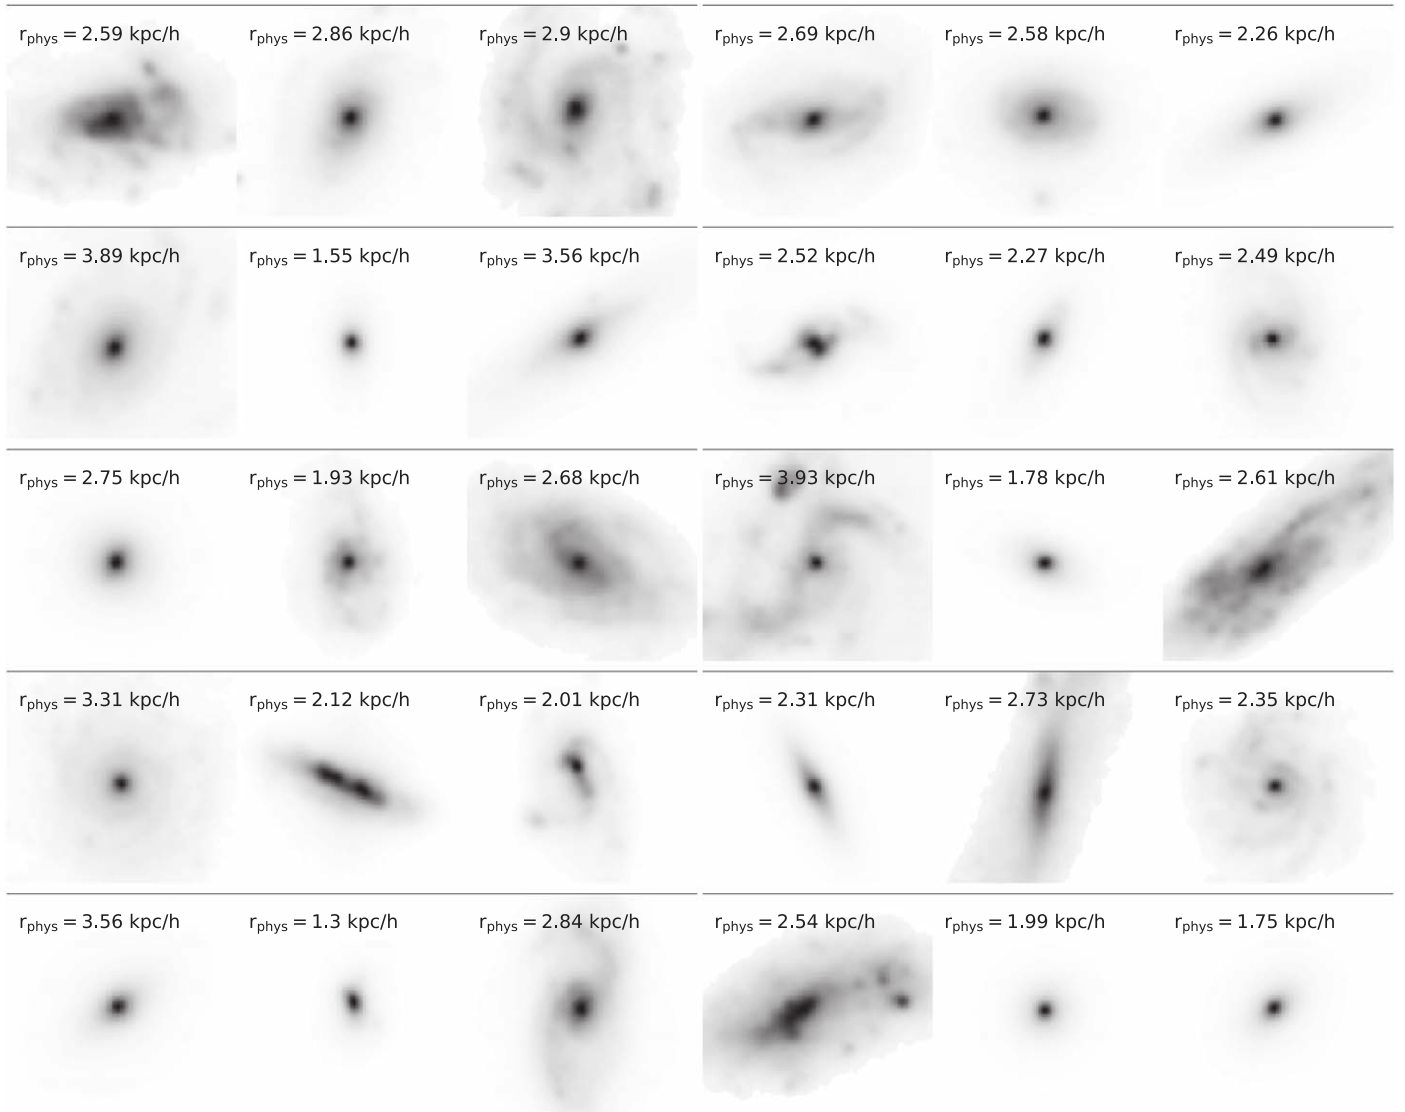 r_phys = 2.59 kpc/h r_phys = 2.86 kpc/h r_phys = 2.9 kpc/h r_phys = 2.69 kpc/h r_phys = 2.58 kpc/h r_phys = 2.26 kpc/h
r_phys = 3.89 kpc/h r_phys = 1.55 kpc/h r_phys = 3.56 kpc/h r_phys = 2.52 kpc/h r_phys = 2.27 kpc/h r_phys = 2.49 kpc/h
r_phys = 2.75 kpc/h r_phys = 1.93 kpc/h r_phys = 2.68 kpc/h r_phys = 3.93 kpc/h r_phys = 1.78 kpc/h r_phys = 2.61 kpc/h
r_phys = 3.31 kpc/h r_phys = 2.12 kpc/h r_phys = 2.01 kpc/h r_phys = 2.31 kpc/h r_phys = 2.73 kpc/h r_phys = 2.35 kpc/h
r_phys = 3.56 kpc/h r_phys = 1.3 kpc/h r_phys = 2.84 kpc/h r_phys = 2.54 kpc/h r_phys = 1.99 kpc/h r_phys = 1.75 kpc/h